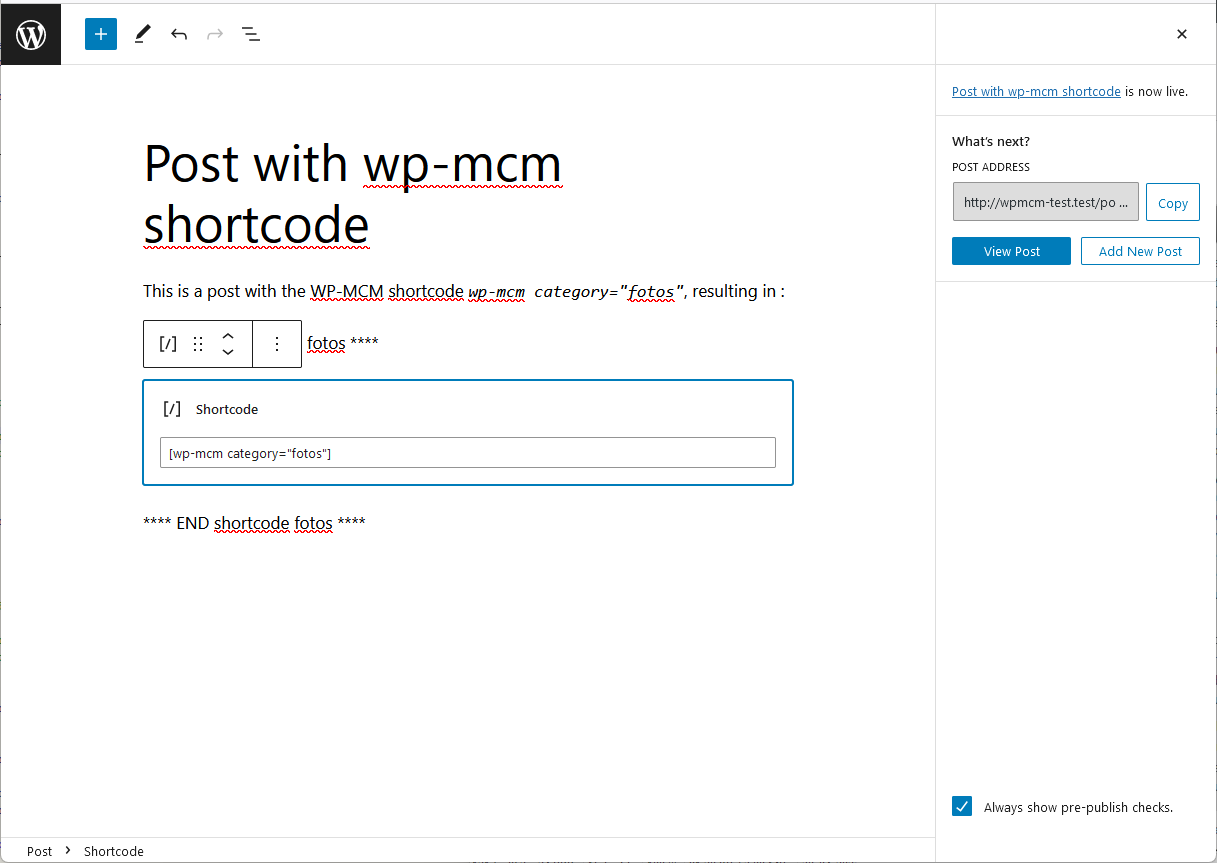 Post with wp-mcm shortcode is now live.
Post with wp-mcm
shortcode
This is a post with the WP-MCM shortcode wp-mcm category="fotos", resulting in :
[/] fotos ****
[/] Shortcode
[wp-mcm category="fotos"]
**** END shortcode fotos ****
What's next?
POST ADDRESS
http://wpmcm-test.test/po ... Copy
View Post Add New Post
Always show pre-publish checks.
Post > Shortcode